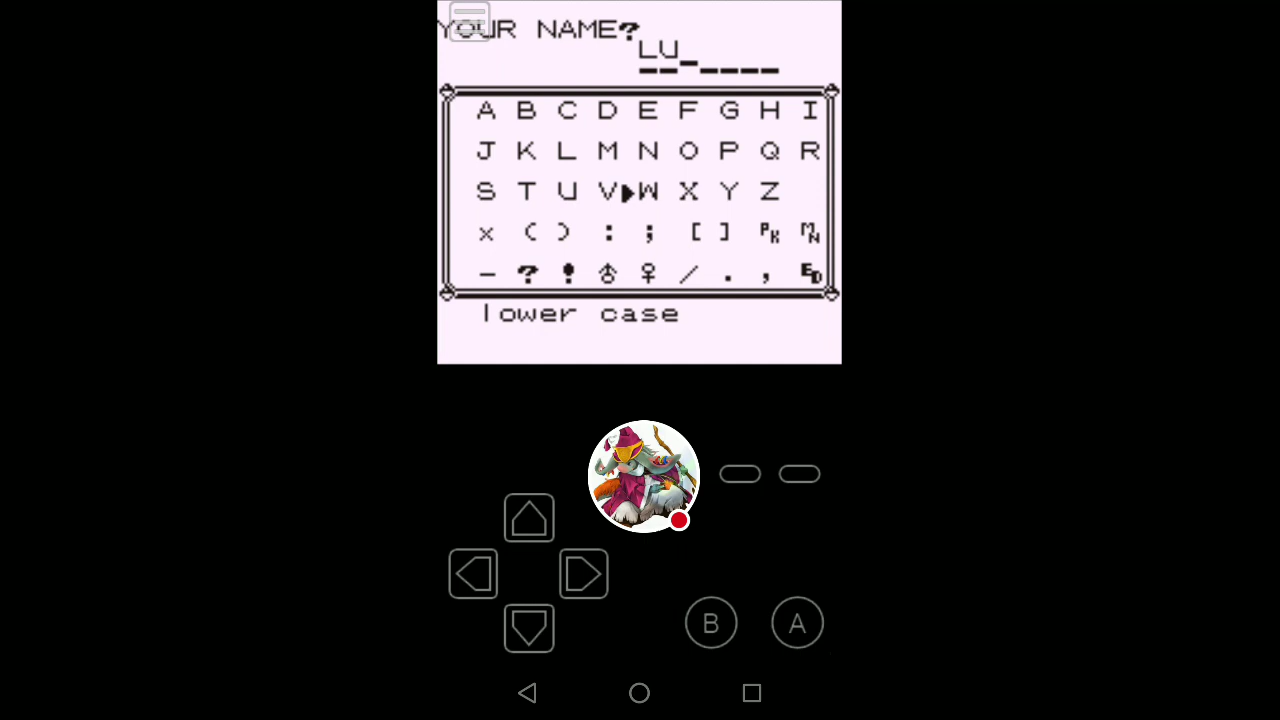 YOUR NAME?
LU
A B C D E F G H I
J K L M N O P Q R
S T U V W X Y Z
× ( ) : ; [ ] PK MN
- ? ! ♂ ♀ / . , ED
lower case
B A